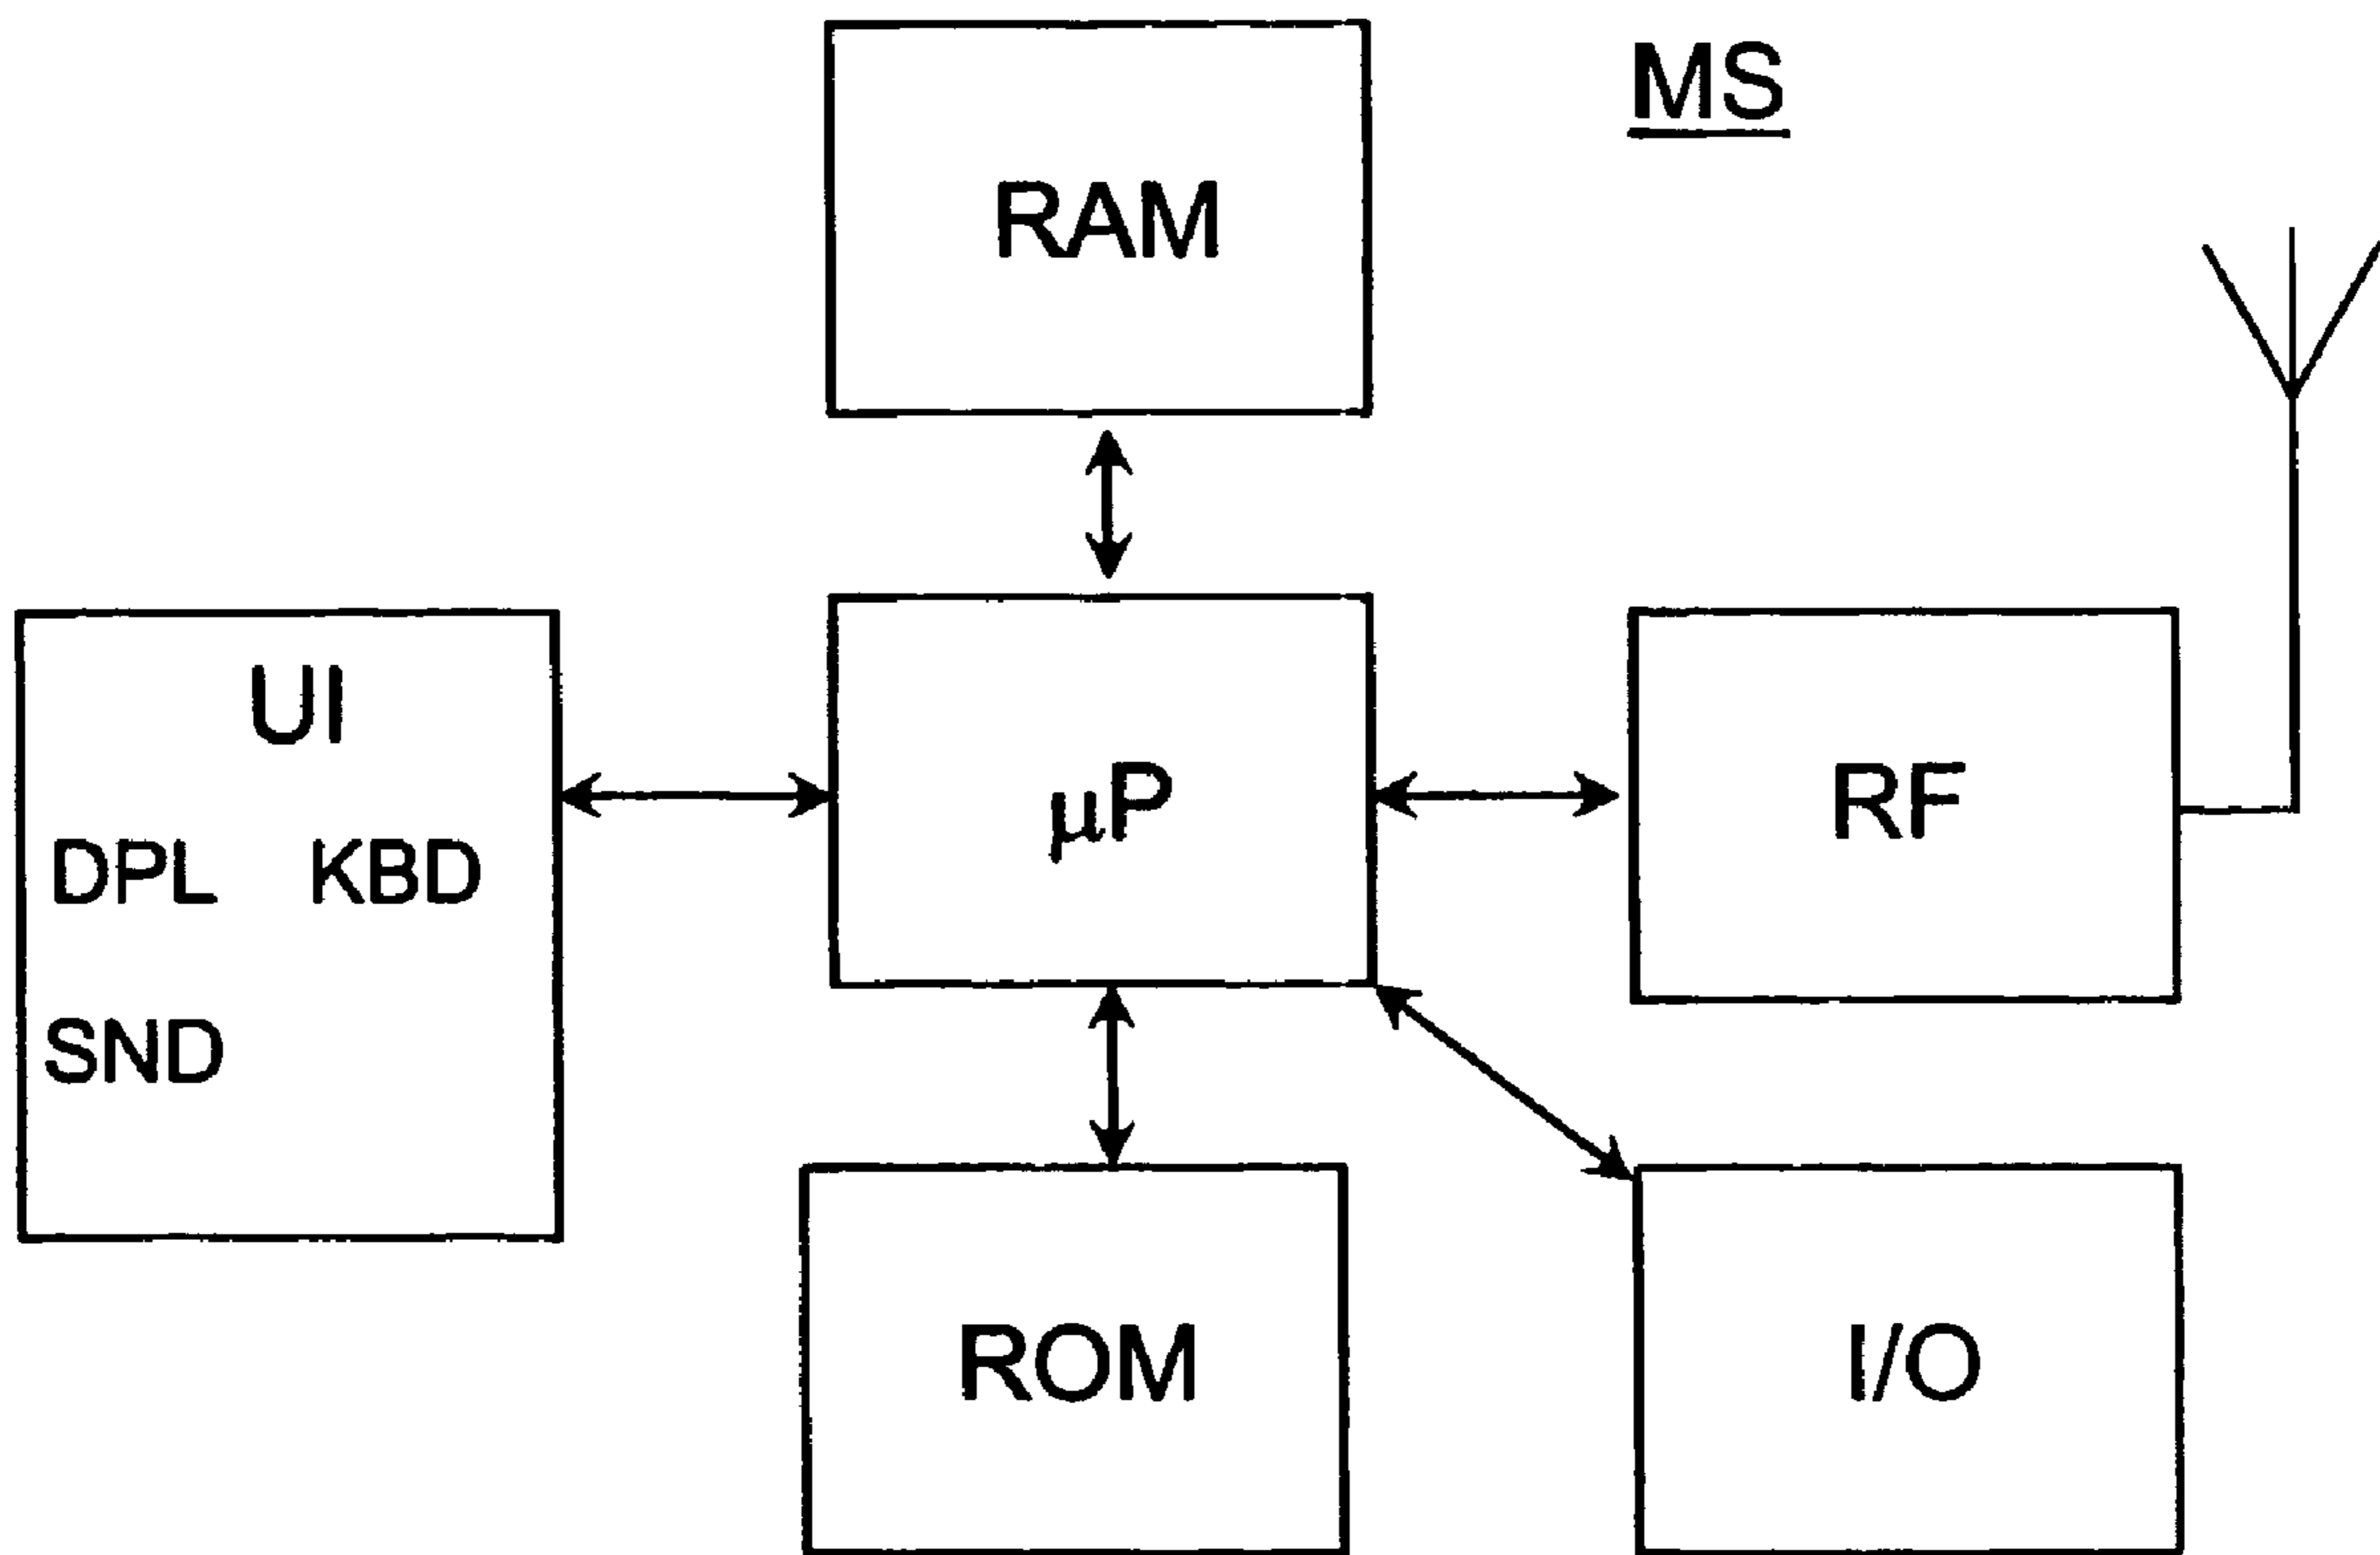 MS
RAM
UI
DPL KBD
SND
µP
RF
ROM
I/O